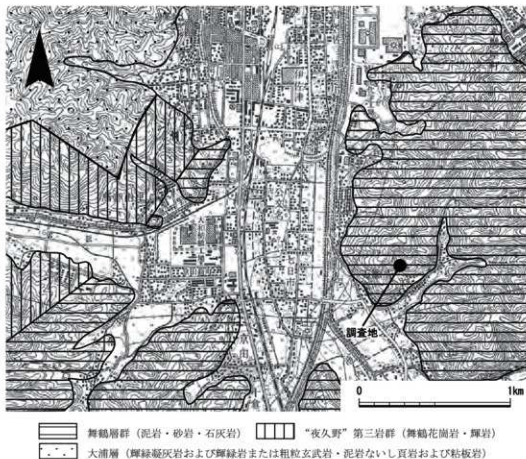 調査地
0 1km
舞鶴層群（泥岩・砂岩・石灰岩） "夜久野"第三岩群（舞鶴花崗岩・輝岩）
大浦層（輝緑凝灰岩および輝緑岩または粗粒玄武岩・泥岩ないし頁岩および粘板岩）